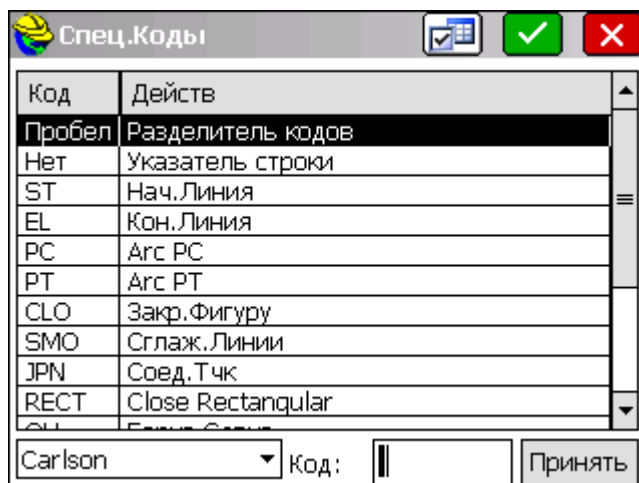 Спец.Коды
Код Действ
Пробел Разделитель кодов
Нет Указатель строки
ST Нач.Линия
EL Кон.Линия
PC Arc PC
PT Arc PT
CLO Закр.Фигуру
SMO Сглаж.Линии
JPN Соед.Тчк
RECT Close Rectangular
Carlson Код: Принять